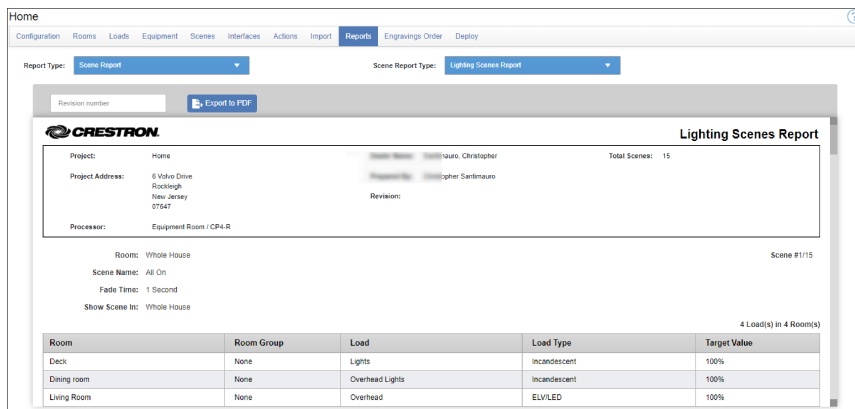 Home
?
Configuration Rooms Loads Equipment Scenes Interfaces Actions Import Reports Engravings Order Deploy
Report Type: Scene Report Scene Report Type: Lighting Scenes Report
Revision number Export to PDF
CRESTRON. Lighting Scenes Report
Project: Home mauro, Christopher Total Scenes: 15
Project Address: 6 Volvo Drive opher Santimauro
Rockleigh
New Jersey Revision:
07647
Processor: Equipment Room / CP4-R
Room: Whole House Scene #1/15
Scene Name: All On
Fade Time: 1 Second
Show Scene In: Whole House
4 Load(s) in 4 Room(s)
Room Room Group Load Load Type Target Value
Deck None Lights Incandescent 100%
Dining room None Overhead Lights Incandescent 100%
Living Room None Overhead ELV/LED 100%